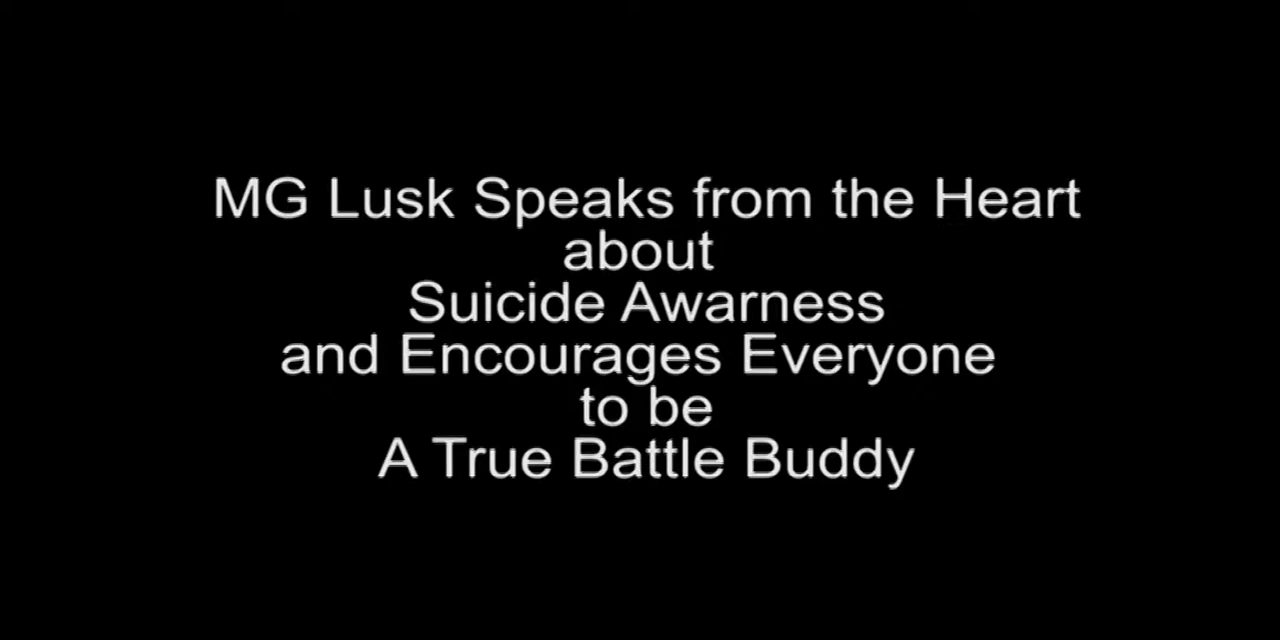 MG Lusk Speaks from the Heart
about
Suicide Awarness
and Encourages Everyone
to be
A True Battle Buddy